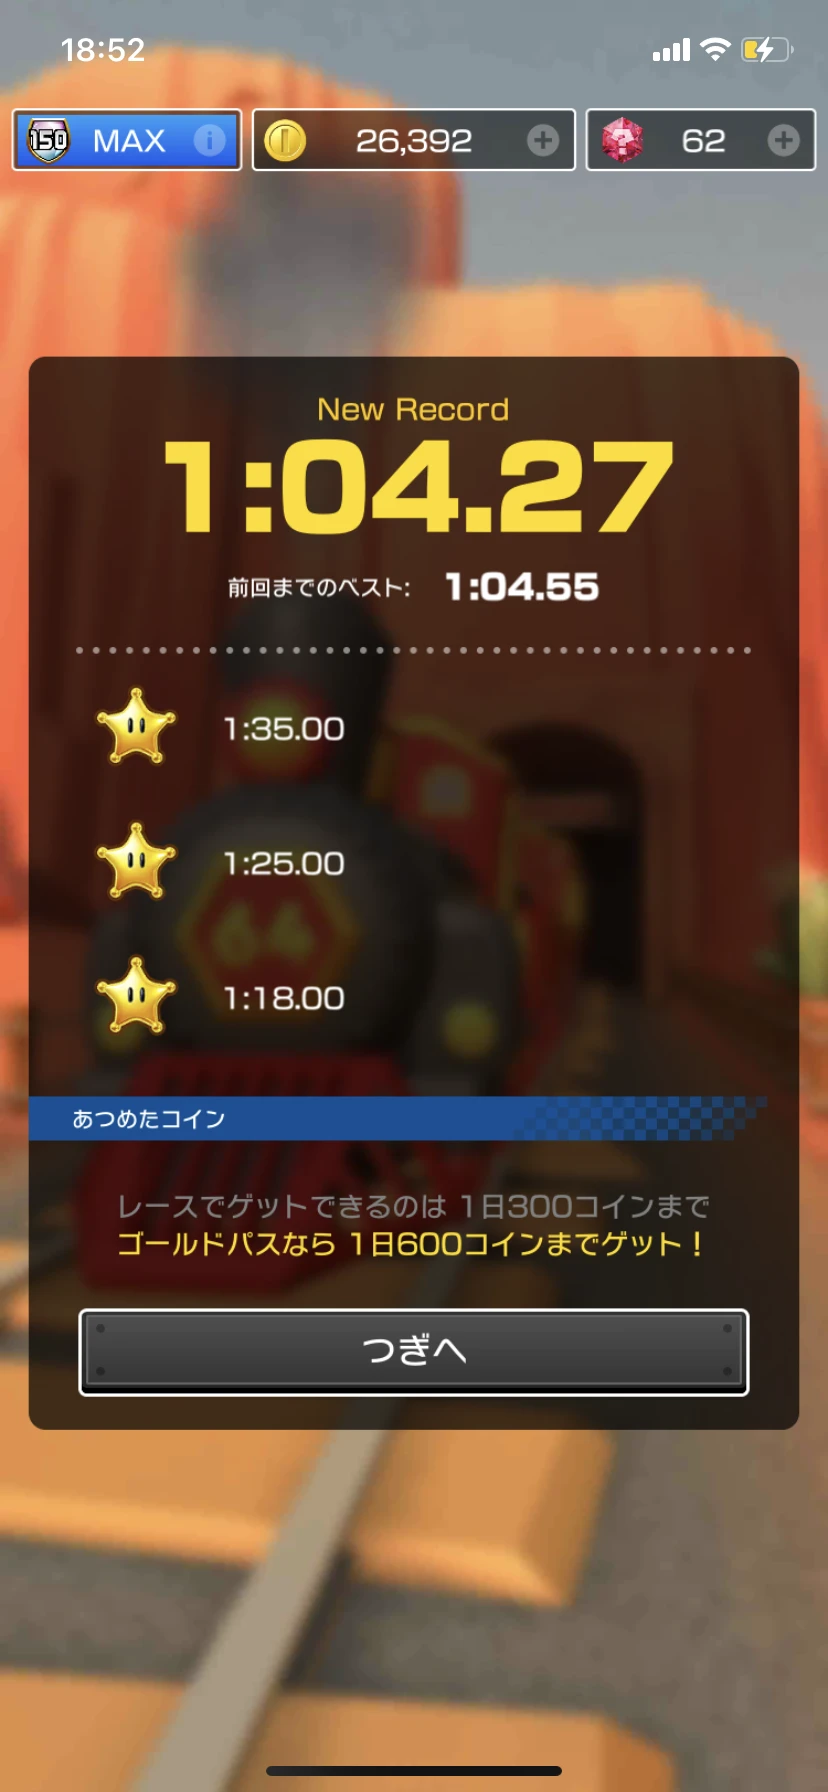 18:52
150 MAX i 26,392 + 62 +
New Record
1:04.27
前回までのベスト: 1:04.55
1:35.00
1:25.00
64
1:18.00
あつめたコイン
レースでゲットできるのは 1日300コインまで
ゴールドパスなら 1日600コインまでゲット！
つぎへ